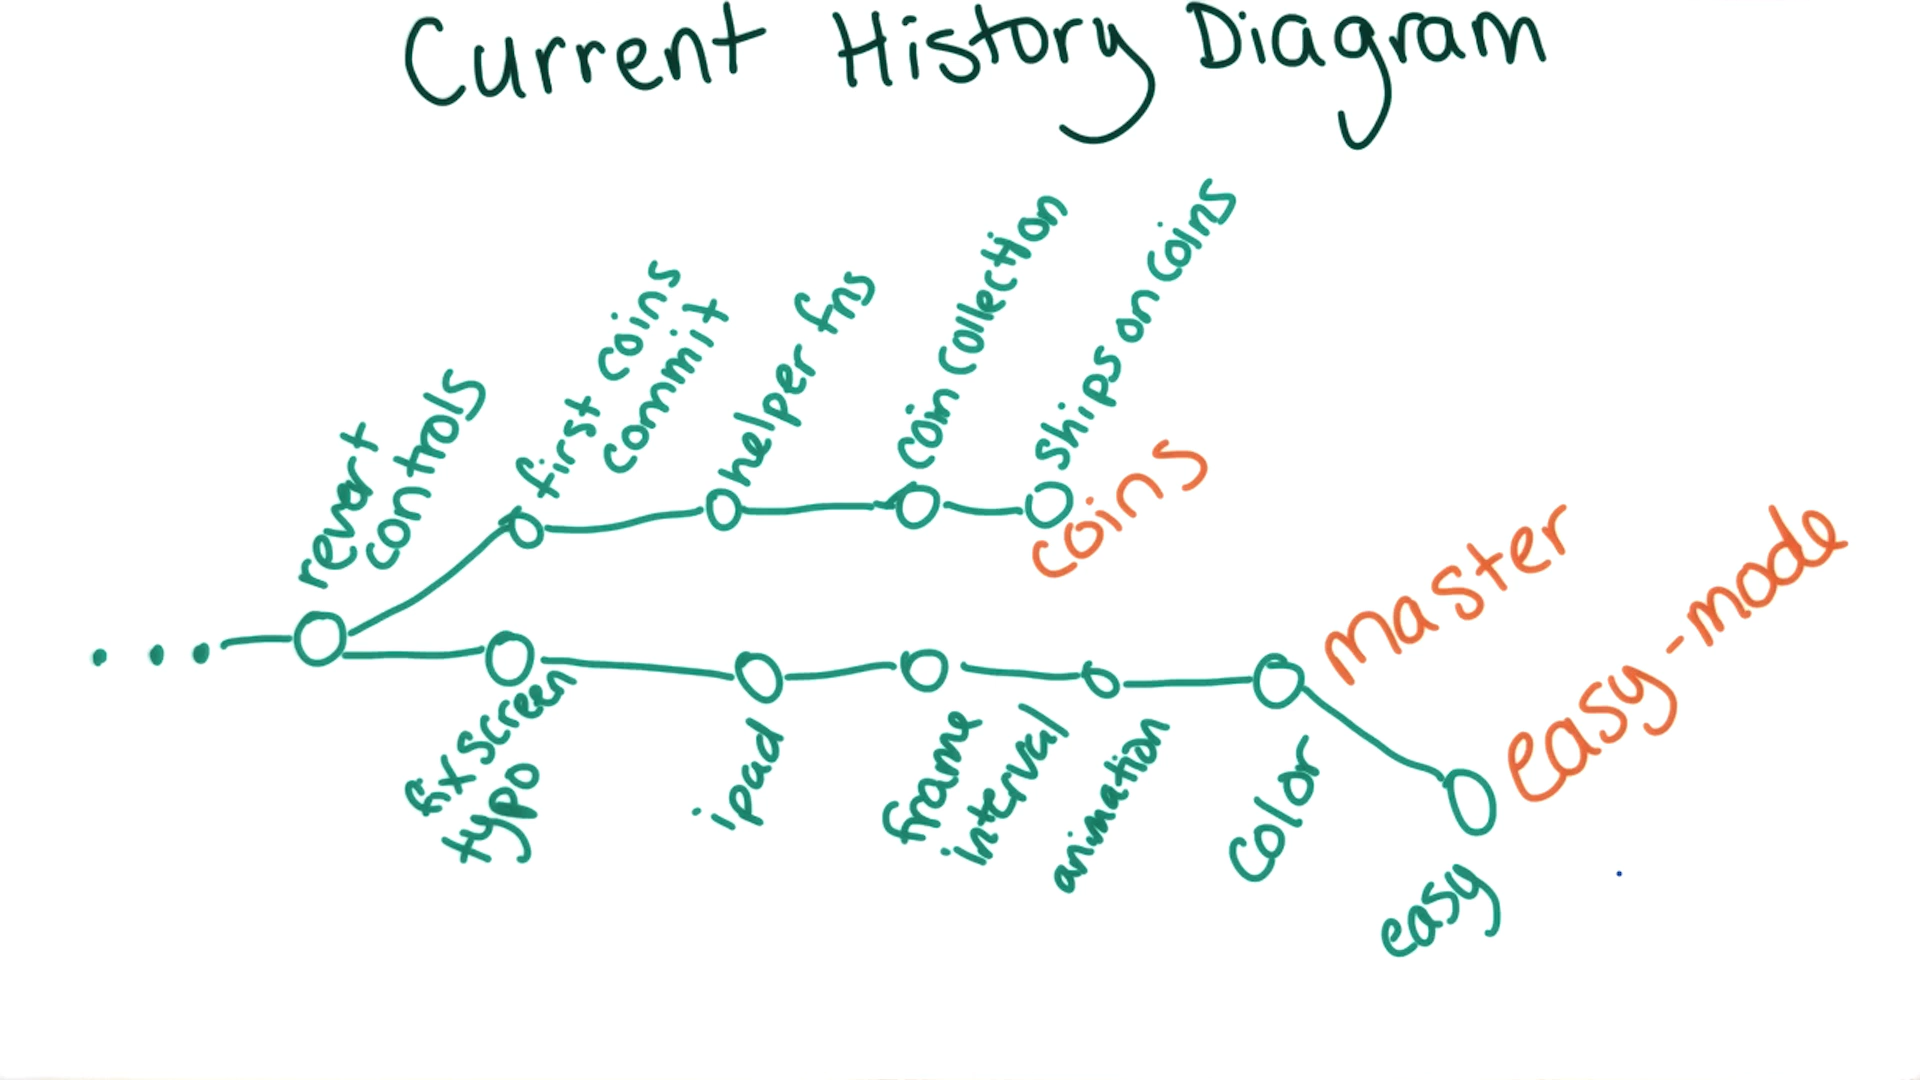 Current History Diagram
revert
controls
first coins
commit
helper fns
coin collection
ships on coins
coins
master
easy-mode
fix screen
typo
ipad
frame
interval
animation
color
easy